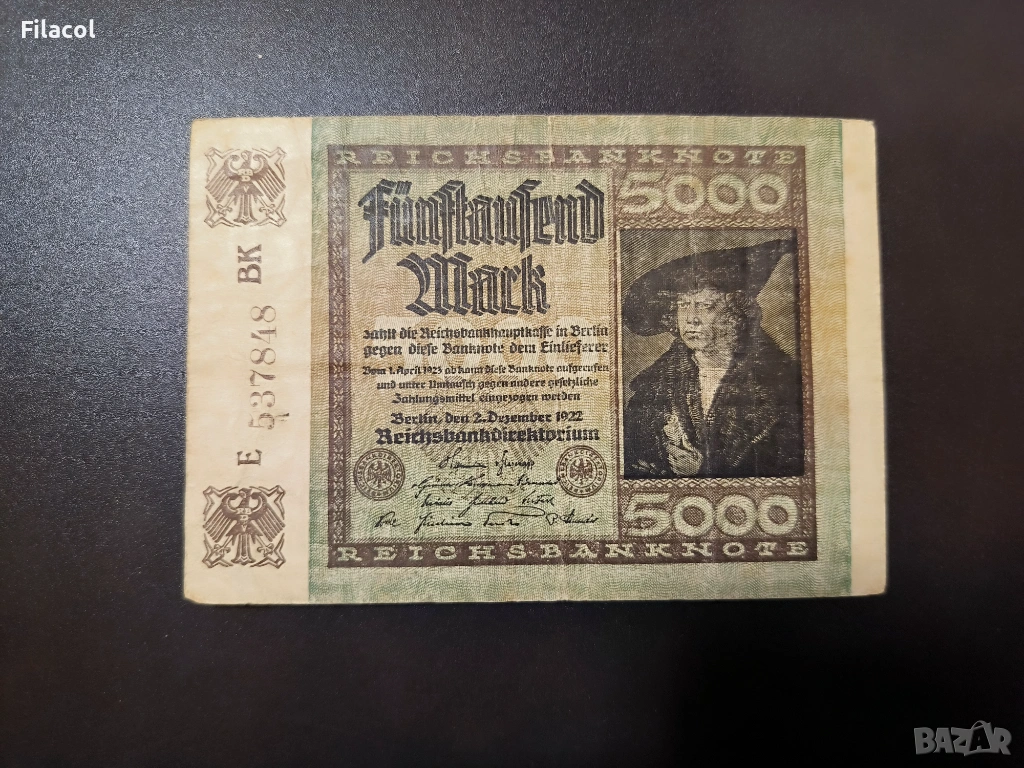 Filacol
REICHSBANKNOTE
5000
Fünftausend
Mark
zahlt die Reichsbankhauptkasse in Berlin
gegen diese Banknote dem Einlieferer
Vom 1. April 1923 ab kann diese Banknote aufgerufen
und unter Umtausch gegen andere gesetzliche
Zahlungsmittel eingezogen werden
Berlin, den 2. Dezember 1922
Reichsbankdirektorium
5000
REICHSBANKNOTE
E 537848 BK
BAZAR